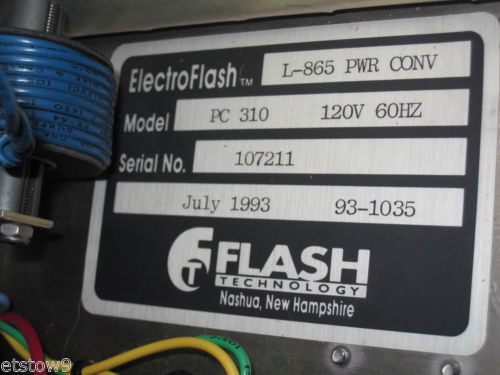 ElectroFlash™ L-865 PWR CONV
Model PC 310 120V 60HZ
Serial No. 107211
July 1993 93-1035
FT FLASH
TECHNOLOGY
Nashua, New Hampshire
etstow9